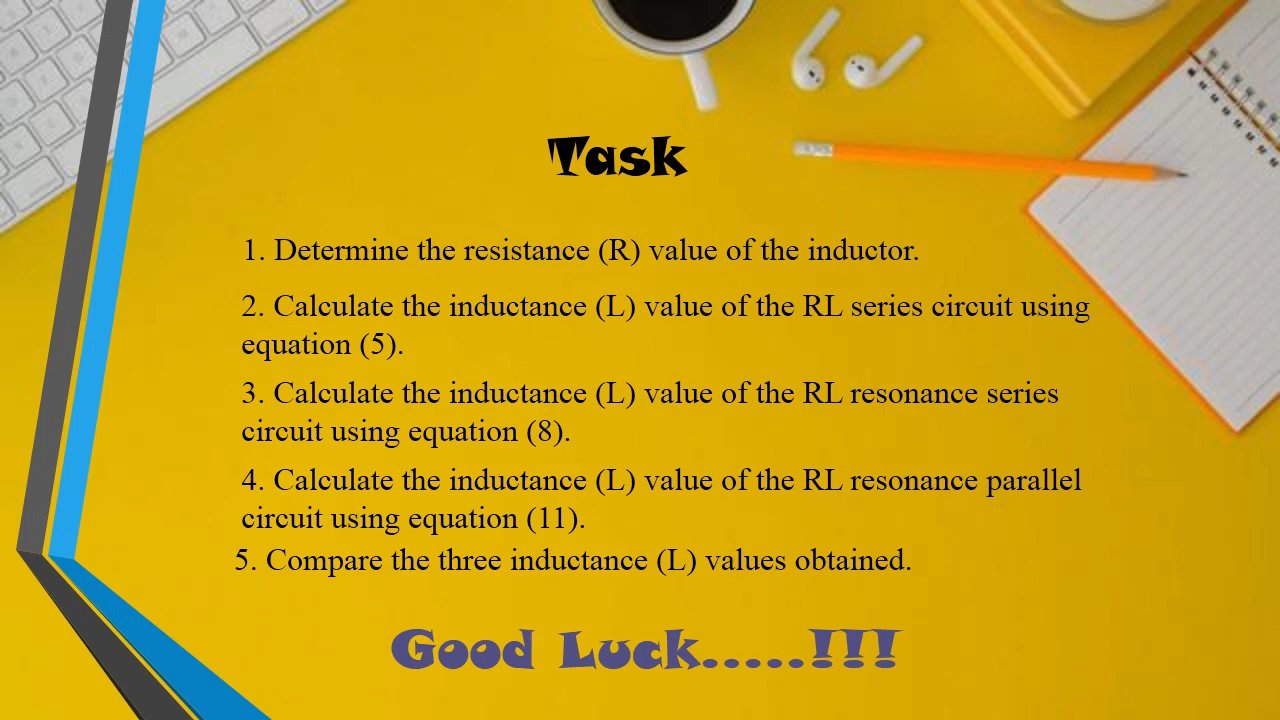 Task
1. Determine the resistance (R) value of the inductor.
2. Calculate the inductance (L) value of the RL series circuit using
equation (5).
3. Calculate the inductance (L) value of the RL resonance series
circuit using equation (8).
4. Calculate the inductance (L) value of the RL resonance parallel
circuit using equation (11).
5. Compare the three inductance (L) values obtained.
Good Luck.....!!!